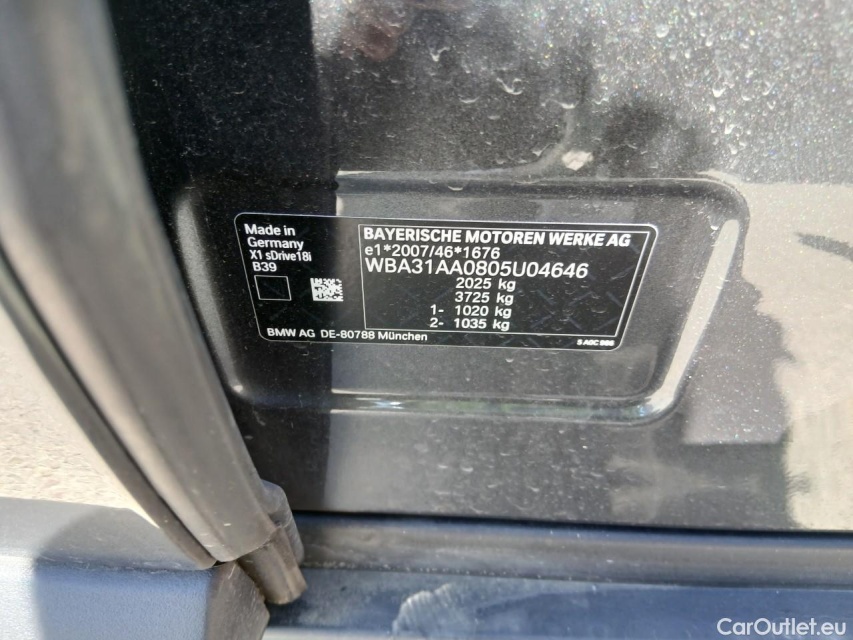 Made in
Germany
X1 sDrive18i
B39
BAYERISCHE MOTOREN WERKE AG
e1*2007/46*1676
WBA31AA0805U04646
2025 kg
3725 kg
1- 1020 kg
2- 1035 kg
BMW AG DE-80788 München
CarOutlet.eu